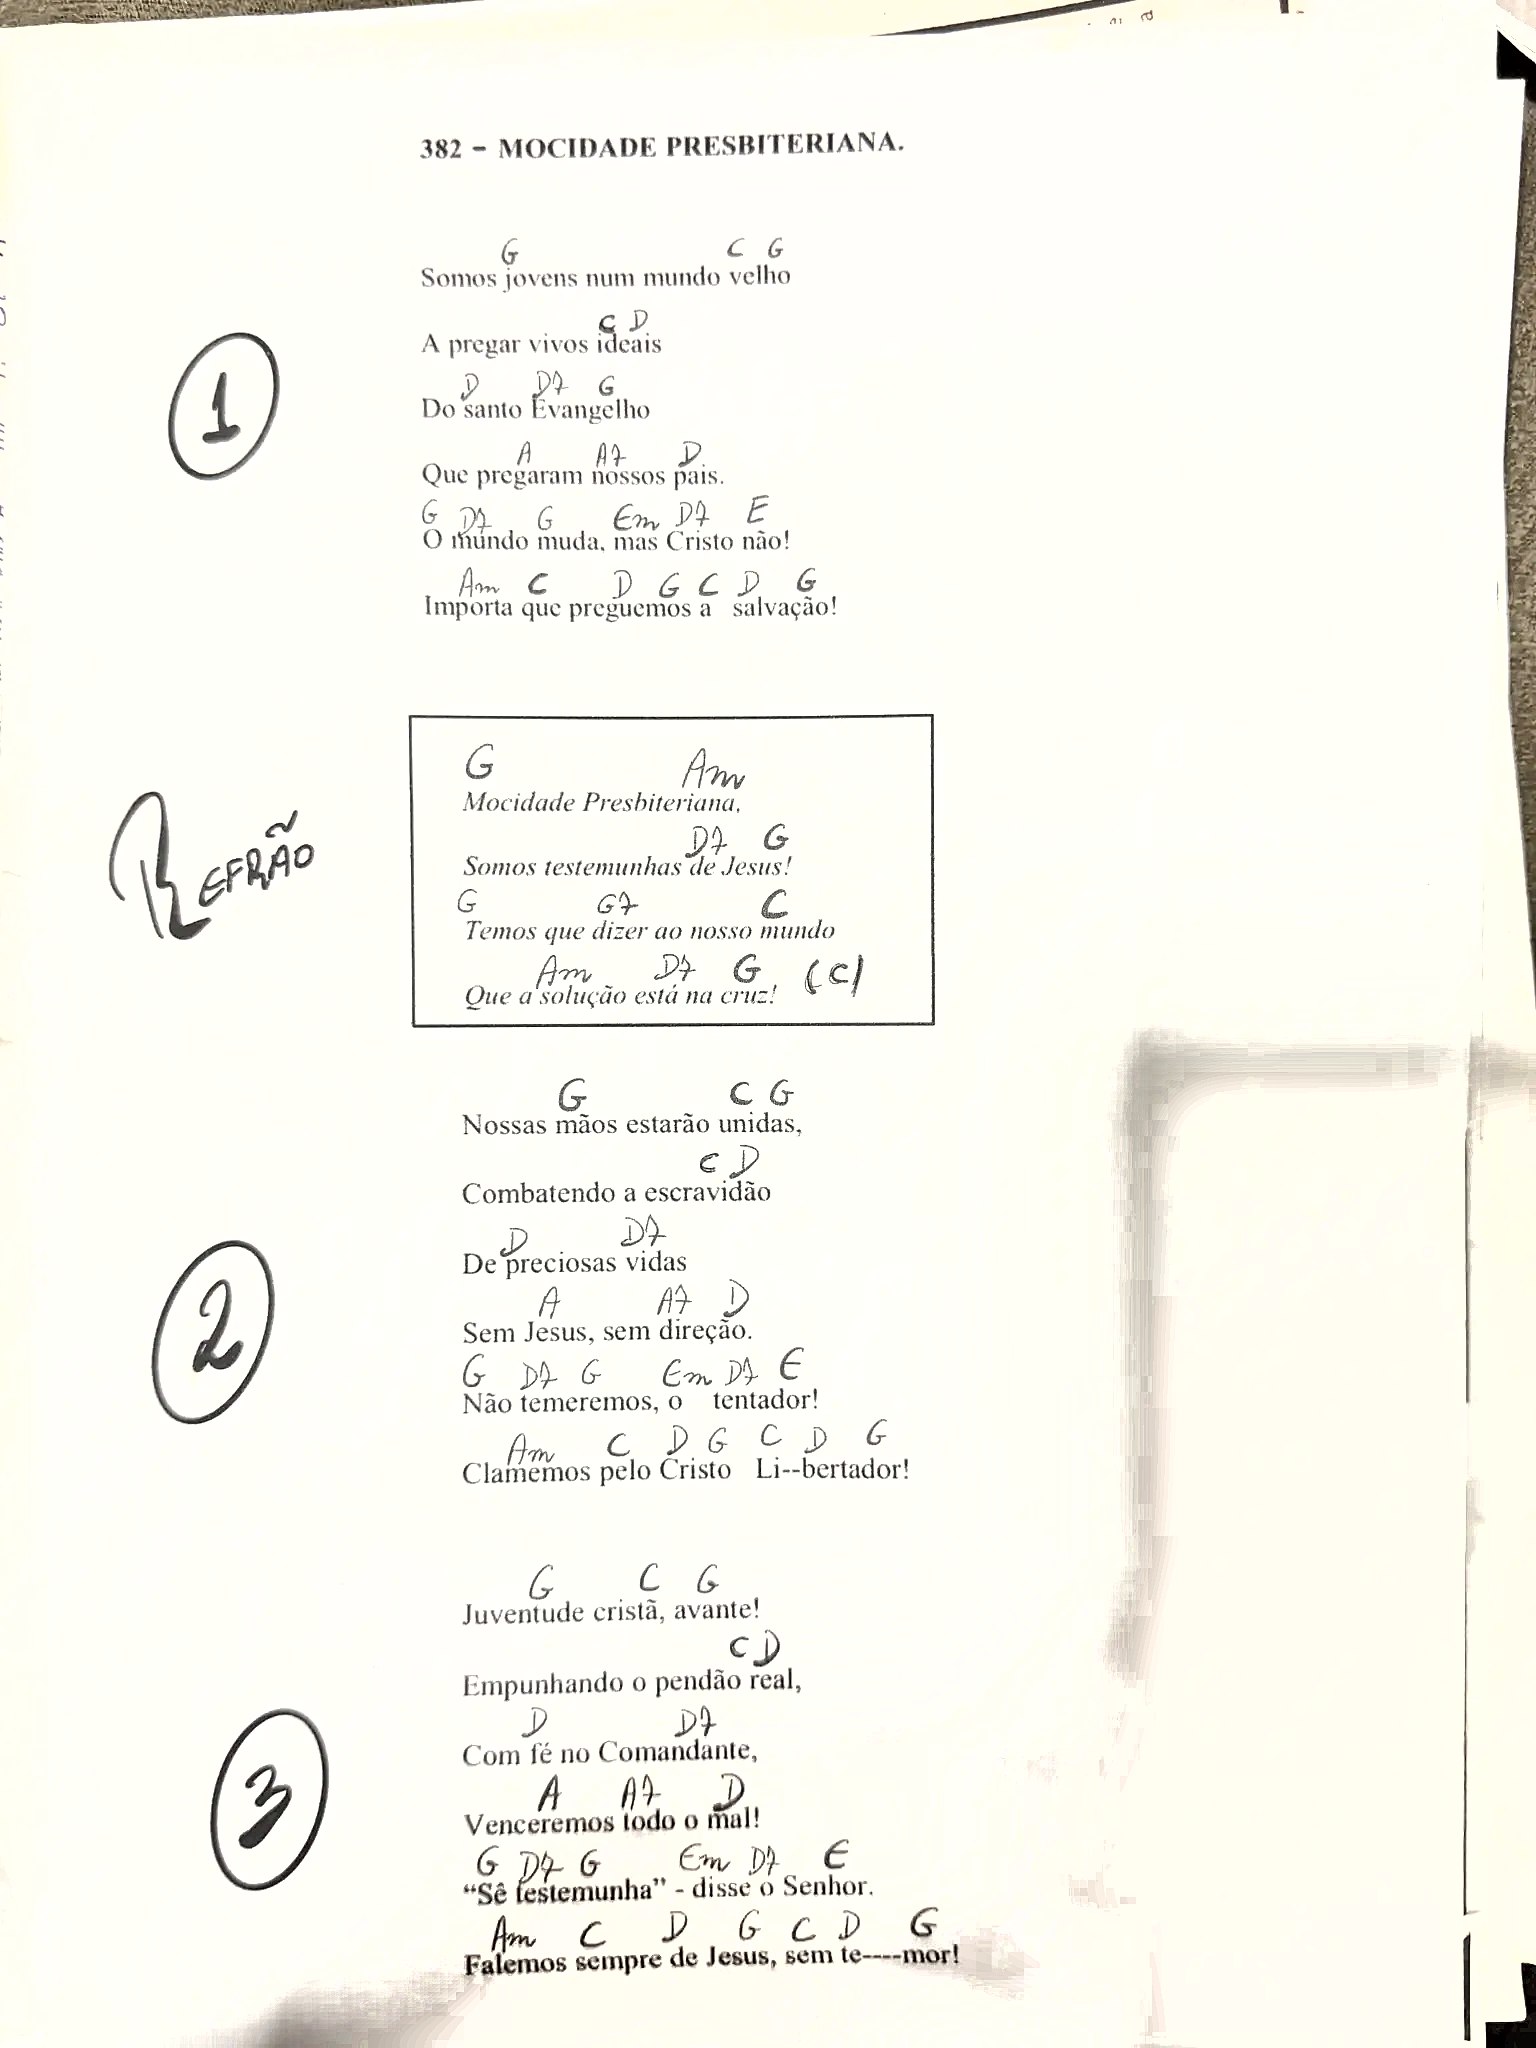 382 - MOCIDADE PRESBITERIANA.
G C G
Somos jovens num mundo velho
C D
A pregar vivos ideais
D D7 G
Do santo Evangelho
A A7 D
Que pregaram nossos pais.
G D7 G Em D7 E
O mundo muda, mas Cristo não!
Am C D G C D G
Importa que preguemos a salvação!
1
G Am
Mocidade Presbiteriana,
D7 G
Somos testemunhas de Jesus!
G G7 C
Temos que dizer ao nosso mundo
Am D7 G (C)
Que a solução está na cruz!
REFRÃO
G C G
Nossas mãos estarão unidas,
C D
Combatendo a escravidão
D D7
De preciosas vidas
A A7 D
Sem Jesus, sem direção.
G D7 G Em D7 E
Não temeremos, o tentador!
Am C D G C D G
Clamemos pelo Cristo Li--bertador!
2
G C G
Juventude cristã, avante!
C D
Empunhando o pendão real,
D D7
Com fé no Comandante,
A A7 D
Venceremos todo o mal!
G D7 G Em D7 E
“Sê testemunha” - disse o Senhor.
Am C D G C D G
Falemos sempre de Jesus, sem te----mor!
3